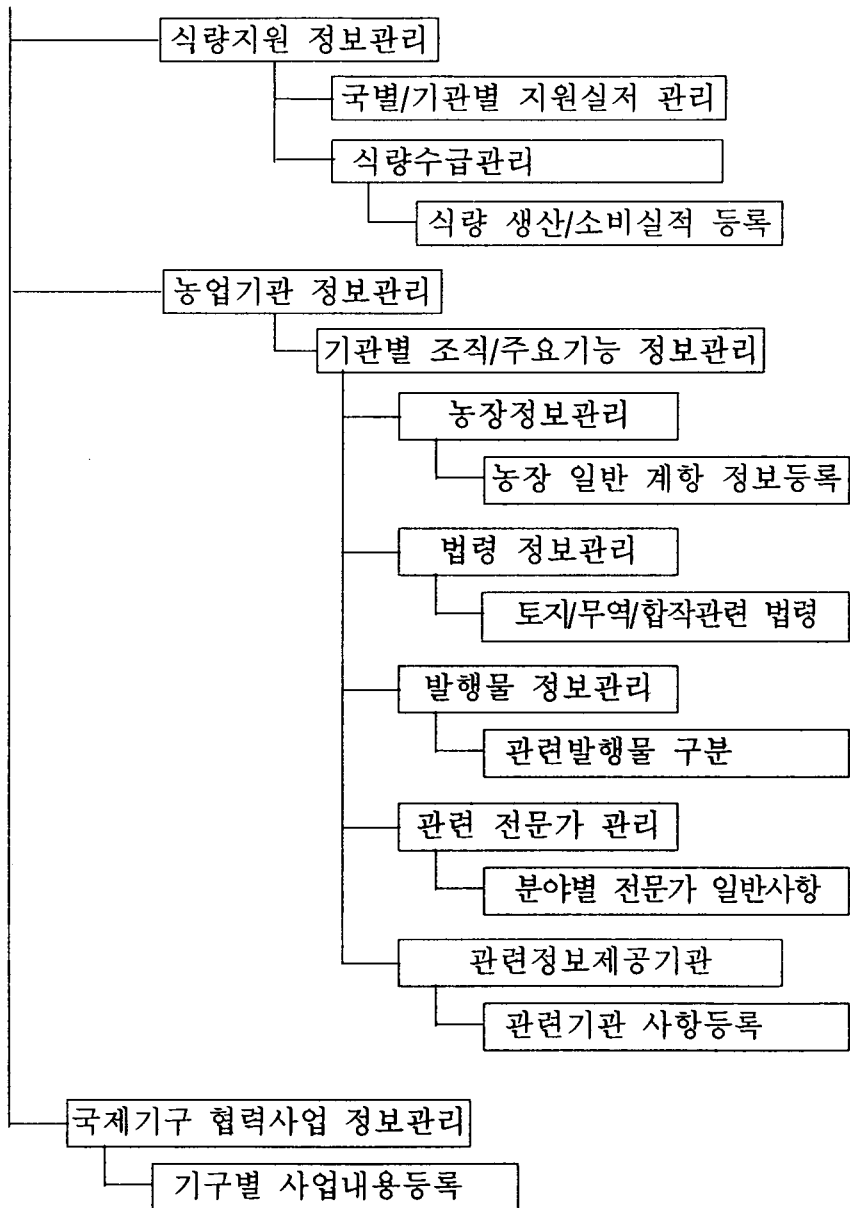 식량지원 정보관리
국별/기관별 지원실저 관리
식량수급관리
식량 생산/소비실적 등록
농업기관 정보관리
기관별 조직/주요기능 정보관리
농장정보관리
농장 일반 계항 정보등록
법령 정보관리
토지/무역/합작관련 법령
발행물 정보관리
관련발행물 구분
관련 전문가 관리
분야별 전문가 일반사항
관련정보제공기관
관련기관 사항등록
국제기구 협력사업 정보관리
기구별 사업내용등록